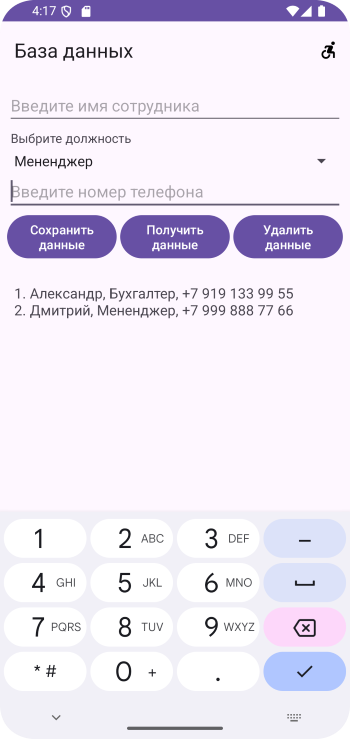 4:17
База данных
Введите имя сотрудника
Выбрите должность
Мененджер
Введите номер телефона
Сохранить данные
Получить данные
Удалить данные
1. Александр, Бухгалтер, +7 919 133 99 55
2. Дмитрий, Мененджер, +7 999 888 77 66
1 2 ABC 3 DEF –
4 GHI 5 JKL 6 MNO
7 PQRS 8 TUV 9 WXYZ
* # 0 + .